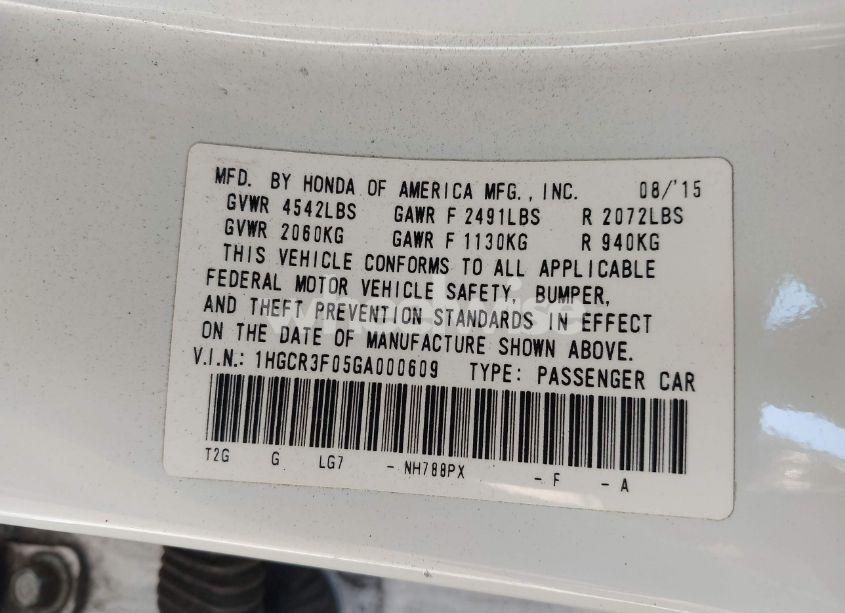 MFD. BY HONDA OF AMERICA MFG., INC. 08/'15
GVWR 4542LBS GAWR F 2491LBS R 2072LBS
GVWR 2060KG GAWR F 1130KG R 940KG
THIS VEHICLE CONFORMS TO ALL APPLICABLE
FEDERAL MOTOR VEHICLE SAFETY, BUMPER,
AND THEFT PREVENTION STANDARDS IN EFFECT
ON THE DATE OF MANUFACTURE SHOWN ABOVE.
V.I.N.: 1HGCR3F05GA000609 TYPE: PASSENGER CAR
T2G G LG7 - NH788PX - F - A